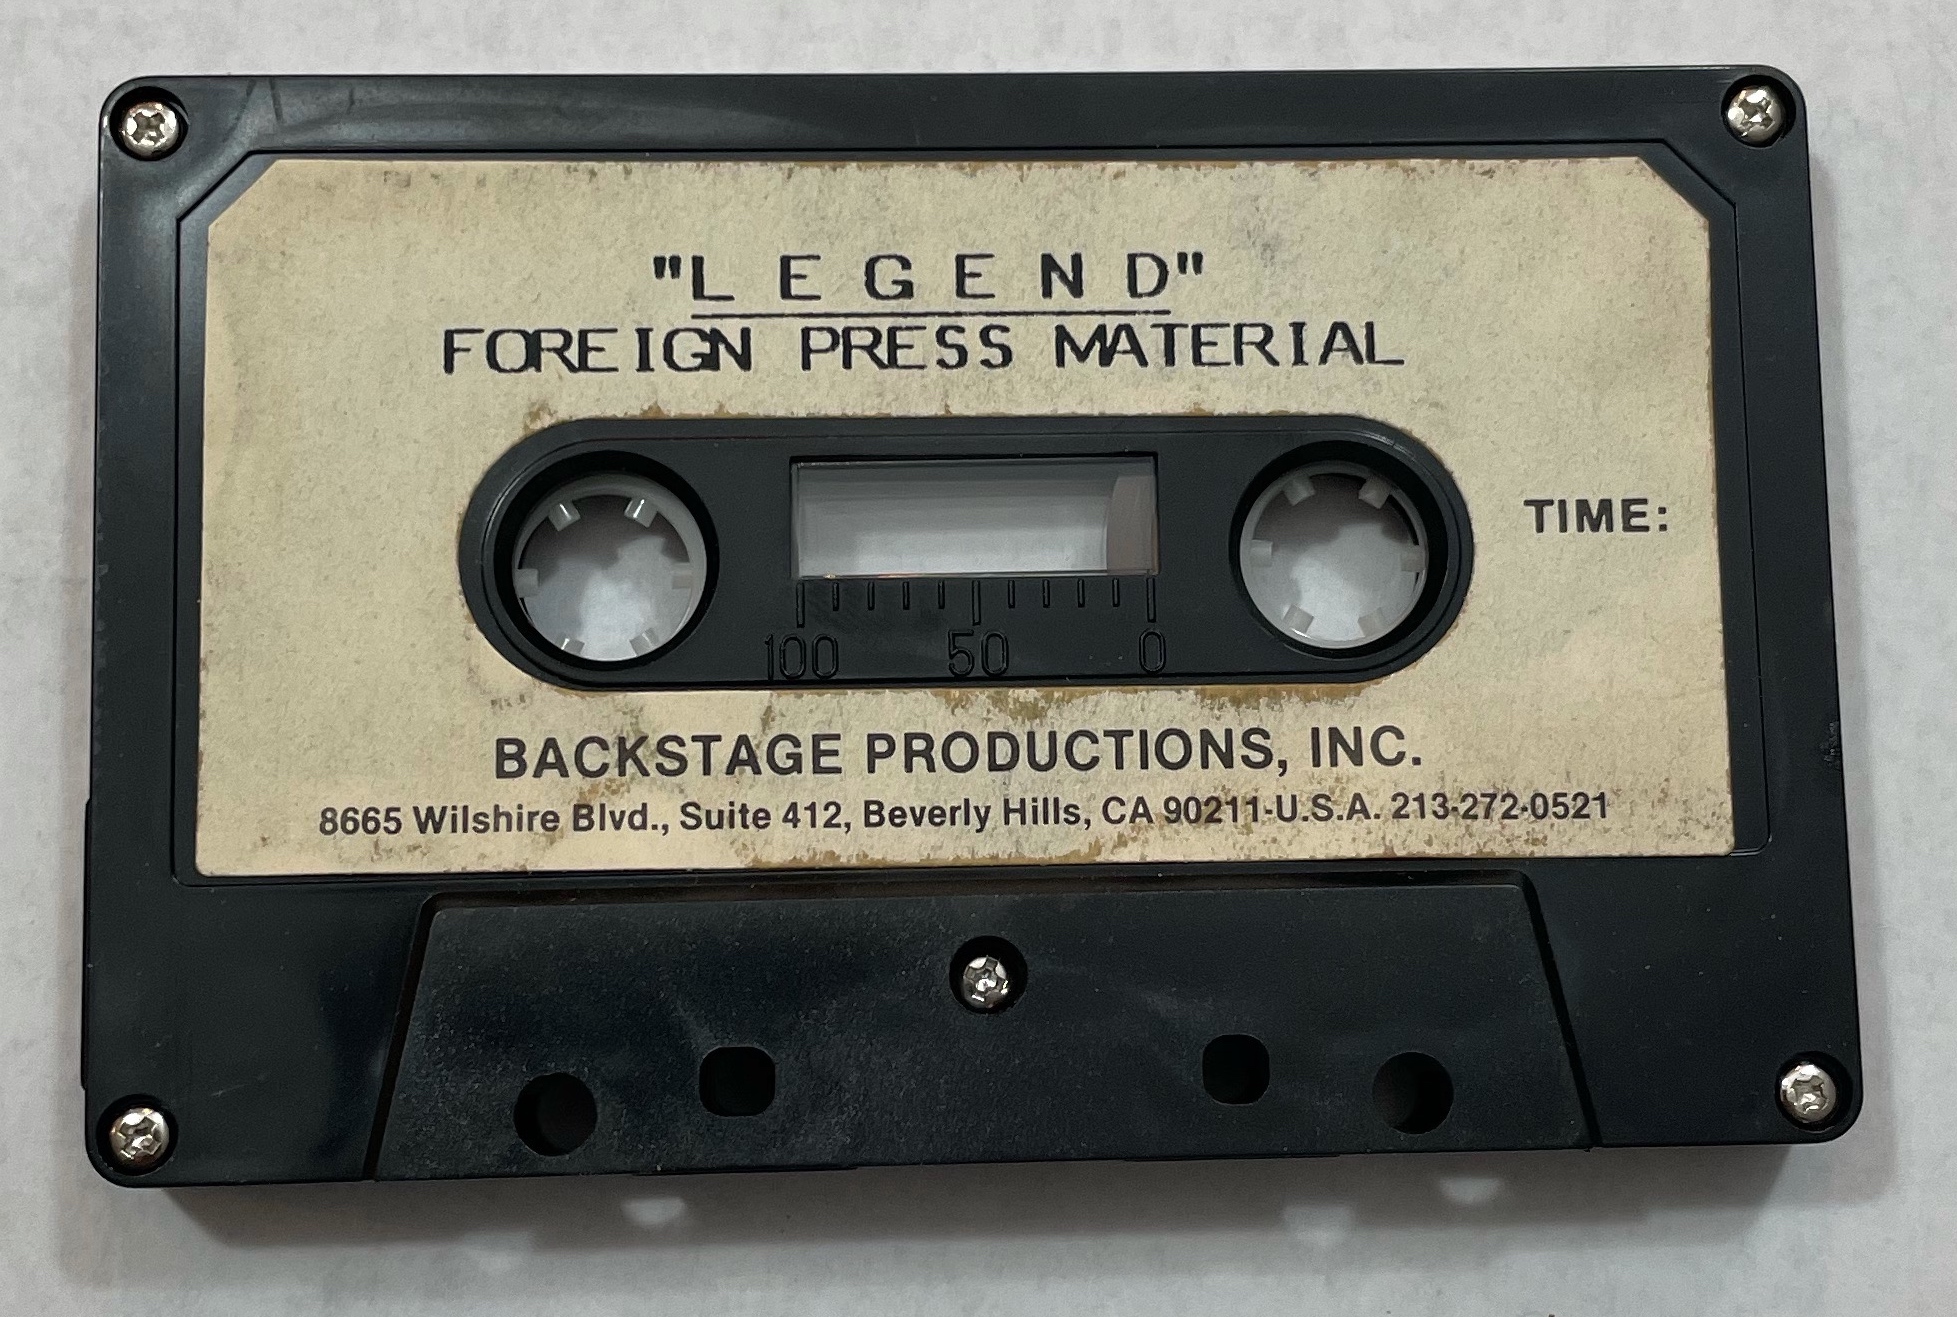 "L E G E N D"
FOREIGN PRESS MATERIAL
TIME:
100 50 0
BACKSTAGE PRODUCTIONS, INC.
8665 Wilshire Blvd., Suite 412, Beverly Hills, CA 90211-U.S.A. 213-272-0521